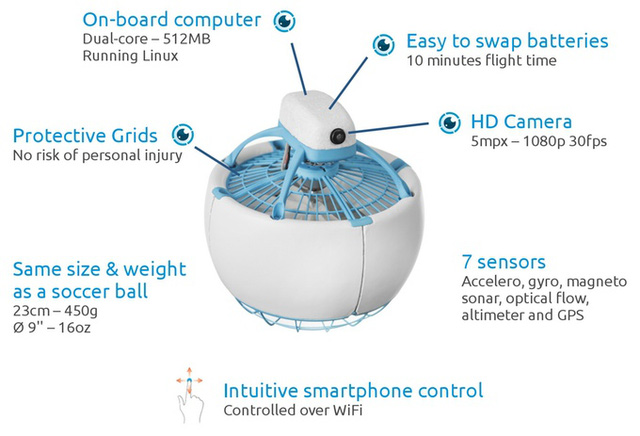 On-board computer
Dual-core – 512MB
Running Linux
Easy to swap batteries
10 minutes flight time
HD Camera
5mpx – 1080p 30fps
Protective Grids
No risk of personal injury
Same size & weight
as a soccer ball
23cm – 450g
Ø 9'' – 16oz
7 sensors
Accelero, gyro, magneto
sonar, optical flow,
altimeter and GPS
Intuitive smartphone control
Controlled over WiFi